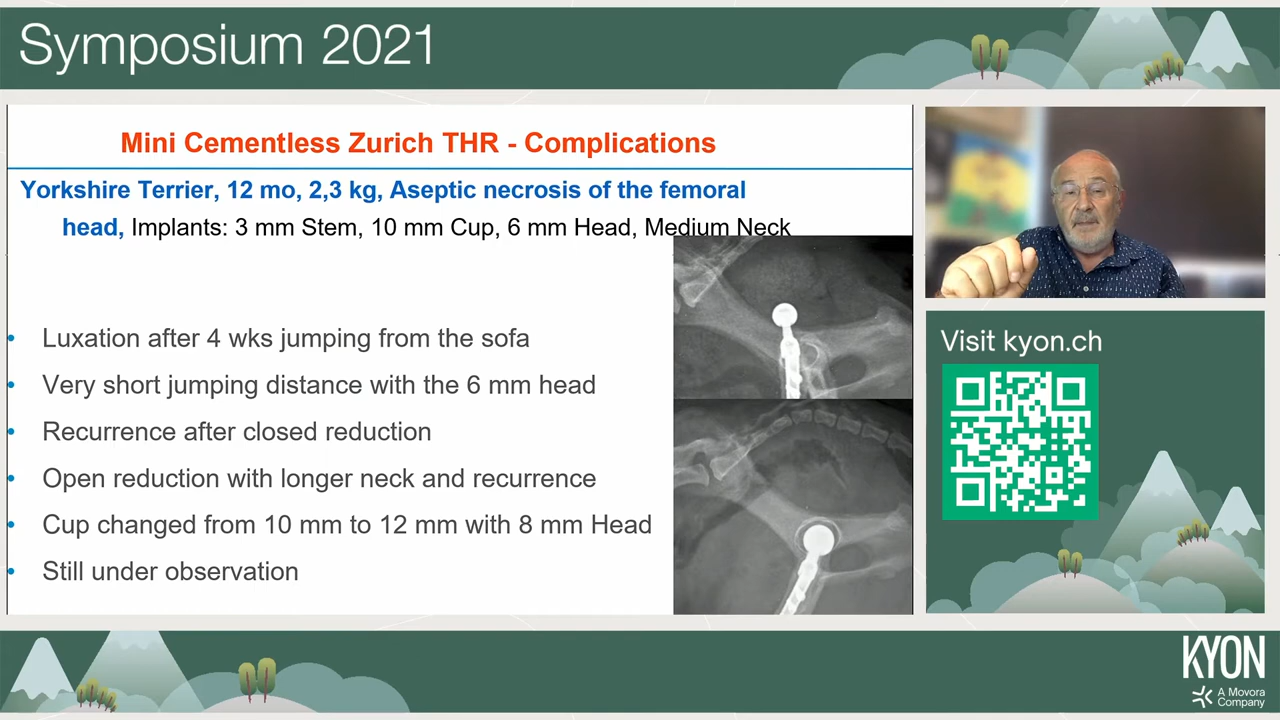 Symposium 2021
Mini Cementless Zurich THR - Complications
Yorkshire Terrier, 12 mo, 2,3 kg, Aseptic necrosis of the femoral
head, Implants: 3 mm Stem, 10 mm Cup, 6 mm Head, Medium Neck
• Luxation after 4 wks jumping from the sofa
• Very short jumping distance with the 6 mm head
• Recurrence after closed reduction
• Open reduction with longer neck and recurrence
• Cup changed from 10 mm to 12 mm with 8 mm Head
• Still under observation
Visit kyon.ch
KYON
A Movora
Company